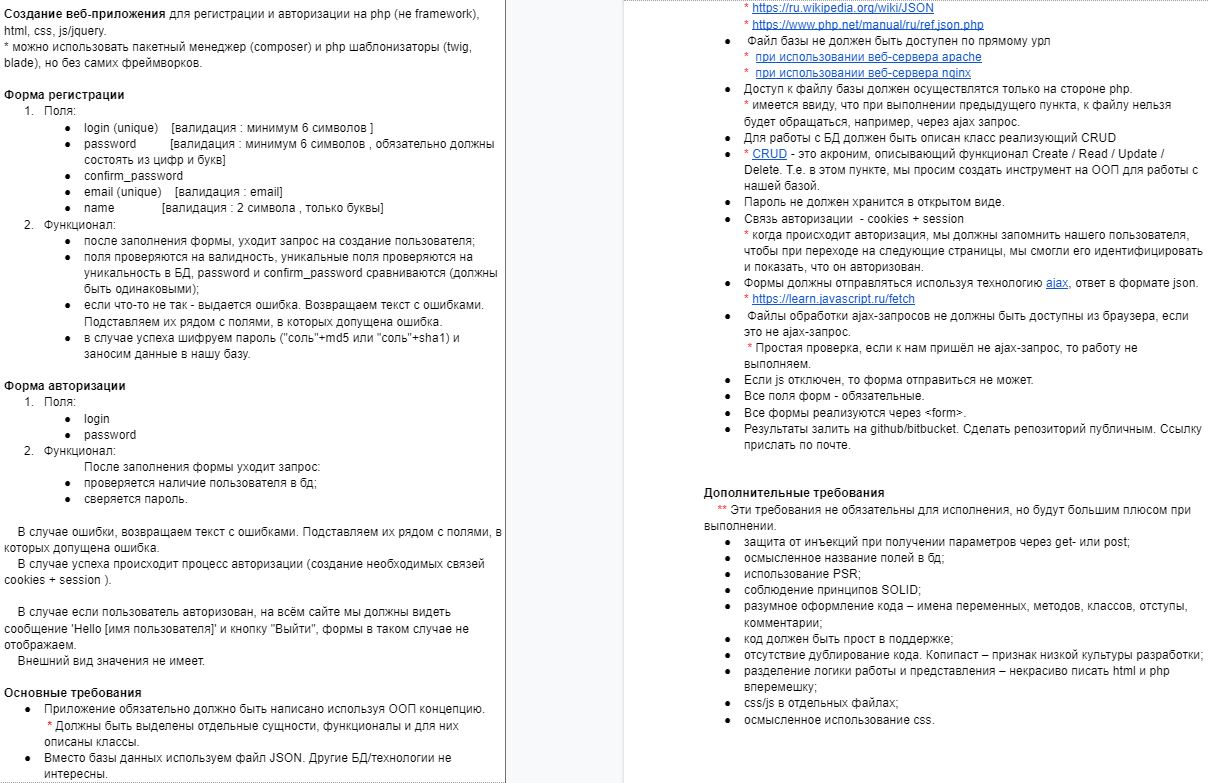 Создание веб-приложения для регистрации и авторизации на php (не framework),
html, css, js/jquery.
* можно использовать пакетный менеджер (composer) и php шаблонизаторы (twig,
blade), но без самих фреймворков.
Форма регистрации
1. Поля:
● login (unique) [валидация : минимум 6 символов ]
● password [валидация : минимум 6 символов , обязательно должны
состоять из цифр и букв]
● confirm_password
● email (unique) [валидация : email]
● name [валидация : 2 символа , только буквы]
2. Функционал:
● после заполнения формы, уходит запрос на создание пользователя;
● поля проверяются на валидность, уникальные поля проверяются на
уникальность в БД, password и confirm_password сравниваются (должны
быть одинаковыми);
● если что-то не так - выдается ошибка. Возвращаем текст с ошибками.
Подставляем их рядом с полями, в которых допущена ошибка.
● в случае успеха шифруем пароль ("соль"+md5 или "соль"+sha1) и
заносим данные в нашу базу.
Форма авторизации
1. Поля:
● login
● password
2. Функционал:
После заполнения формы уходит запрос:
● проверяется наличие пользователя в бд;
● сверяется пароль.
В случае ошибки, возвращаем текст с ошибками. Подставляем их рядом с полями, в
которых допущена ошибка.
В случае успеха происходит процесс авторизации (создание необходимых связей
cookies + session ).
В случае если пользователь авторизован, на всём сайте мы должны видеть
сообщение 'Hello [имя пользователя]' и кнопку "Выйти", формы в таком случае не
отображаем.
Внешний вид значения не имеет.
Основные требования
● Приложение обязательно должно быть написано используя ООП концепцию.
* Должны быть выделены отдельные сущности, функционалы и для них
описаны классы.
● Вместо базы данных используем файл JSON. Другие БД/технологии не
интересны.
* https://ru.wikipedia.org/wiki/JSON
* https://www.php.net/manual/ru/ref.json.php
● Файл базы не должен быть доступен по прямому урл
* при использовании веб-сервера apache
* при использовании веб-сервера nginx
● Доступ к файлу базы должен осуществлятся только на стороне php.
* имеется ввиду, что при выполнении предыдущего пункта, к файлу нельзя
будет обращаться, например, через ajax запрос.
● Для работы с БД должен быть описан класс реализующий CRUD
● * CRUD - это акроним, описывающий функционал Create / Read / Update /
Delete. Т.е. в этом пункте, мы просим создать инструмент на ООП для работы с
нашей базой.
● Пароль не должен хранится в открытом виде.
● Связь авторизации - cookies + session
* когда происходит авторизация, мы должны запомнить нашего пользователя,
чтобы при переходе на следующие страницы, мы смогли его идентифицировать
и показать, что он авторизован.
● Формы должны отправляться используя технологию ajax, ответ в формате json.
* https://learn.javascript.ru/fetch
● Файлы обработки ajax-запросов не должны быть доступны из браузера, если
это не ajax-запрос.
* Простая проверка, если к нам пришёл не ajax-запрос, то работу не
выполняем.
● Если js отключен, то форма отправиться не может.
● Все поля форм - обязательные.
● Все формы реализуются через <form>.
● Результаты залить на github/bitbucket. Сделать репозиторий публичным. Ссылку
прислать по почте.
Дополнительные требования
** Эти требования не обязательны для исполнения, но будут большим плюсом при
выполнении.
● защита от инъекций при получении параметров через get- или post;
● осмысленное название полей в бд;
● использование PSR;
● соблюдение принципов SOLID;
● разумное оформление кода – имена переменных, методов, классов, отступы,
комментарии;
● код должен быть прост в поддержке;
● отсутствие дублирование кода. Копипаст – признак низкой культуры разработки;
● разделение логики работы и представления – некрасиво писать html и php
вперемешку;
● css/js в отдельных файлах;
● осмысленное использование css.